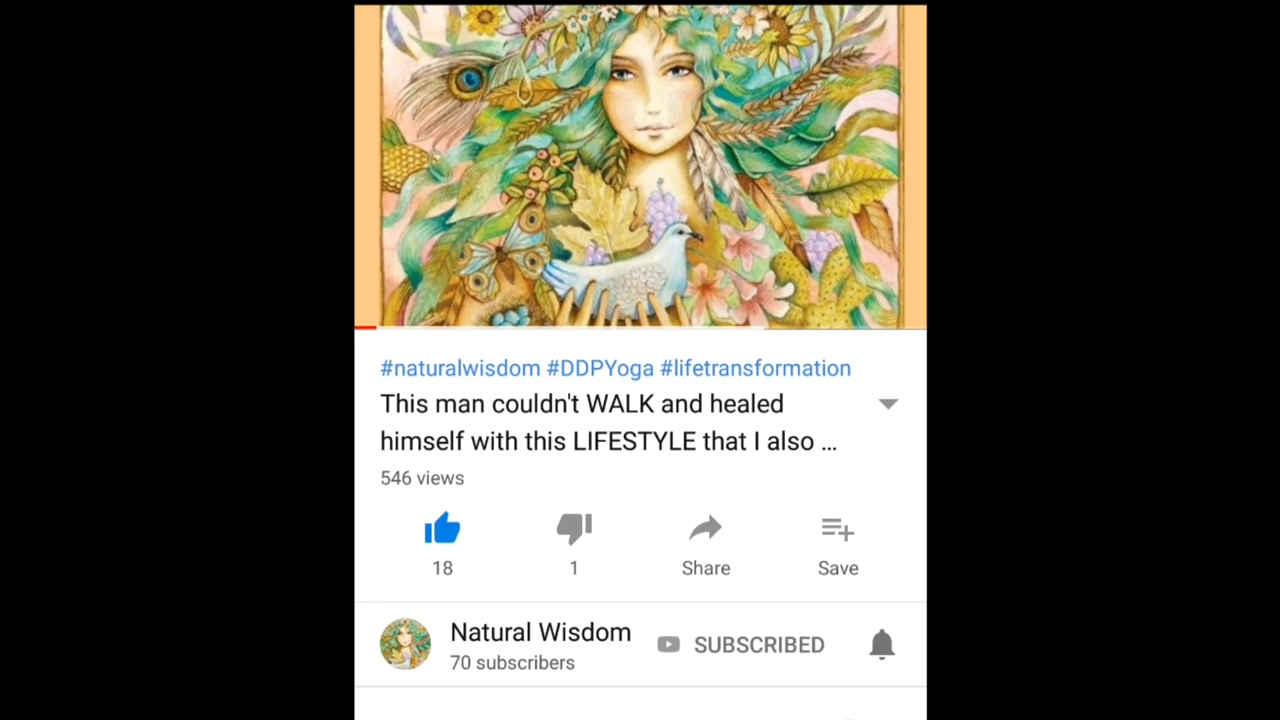 #naturalwisdom #DDPYoga #lifetransformation
This man couldn't WALK and healed
himself with this LIFESTYLE that I also ...
546 views
18 1 Share Save
Natural Wisdom SUBSCRIBED
70 subscribers